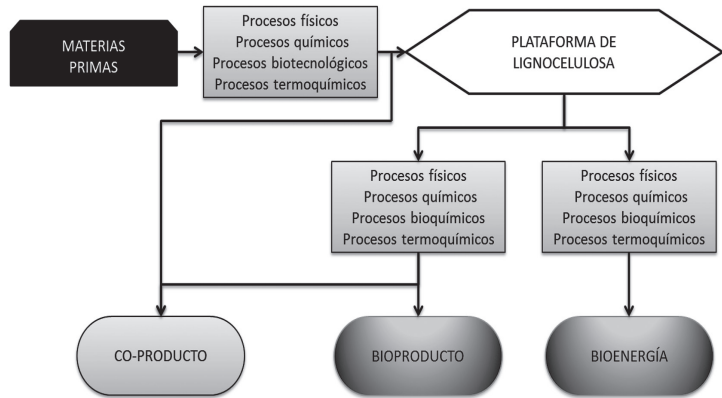 MATERIAS
PRIMAS
Procesos físicos
Procesos químicos
Procesos biotecnológicos
Procesos termoquímicos
PLATAFORMA DE
LIGNOCELULOSA
Procesos físicos
Procesos químicos
Procesos bioquímicos
Procesos termoquímicos
Procesos físicos
Procesos químicos
Procesos bioquímicos
Procesos termoquímicos
CO-PRODUCTO
BIOPRODUCTO
BIOENERGÍA